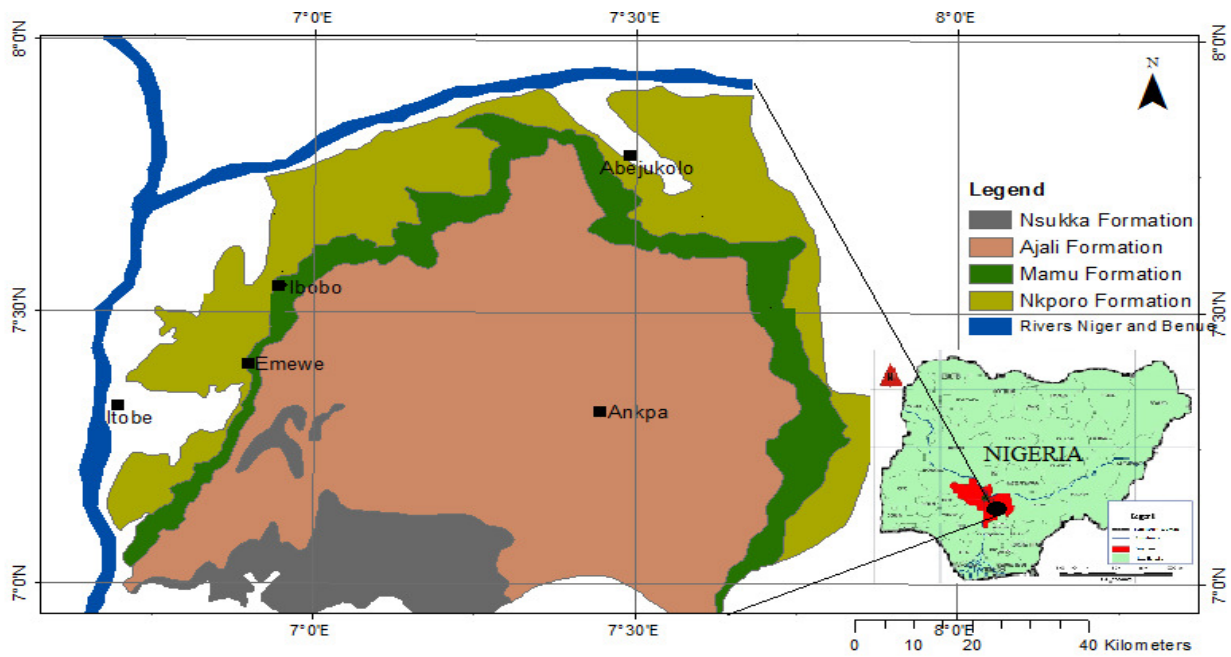 7°0'E 7°30'E 8°0'E
8°0'N 8°0'N
N
Abejukolo
Legend
Nsukka Formation
Ajali Formation
Mamu Formation
Nkporo Formation
Rivers Niger and Benue
Ibobo
7°30'N 7°30'N
Emewe
Itobe
Ankpa
NIGERIA
Legend
7°0'N 7°0'N
7°0'E 7°30'E 8°0'E
0 10 20 40 Kilometers